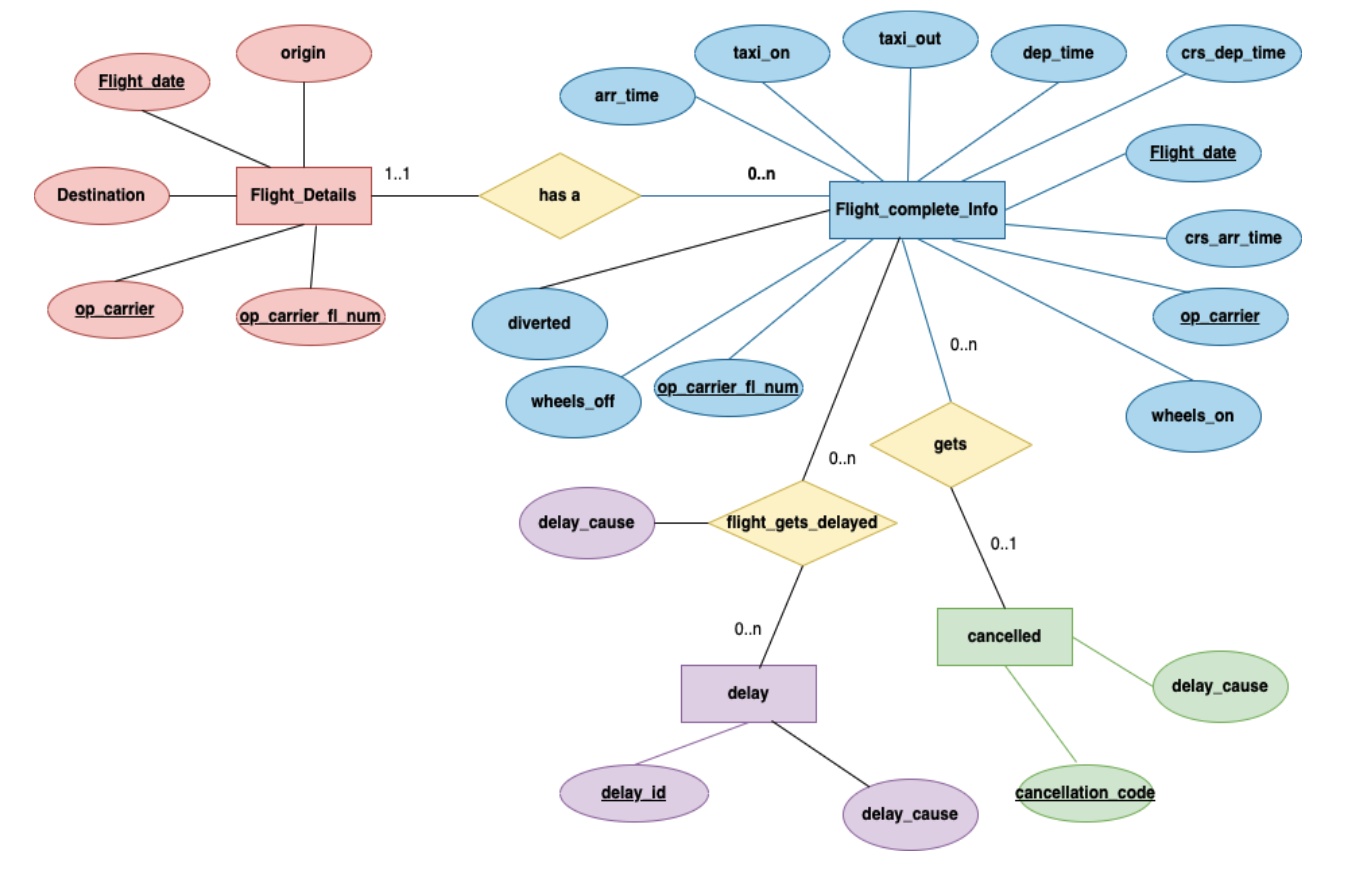 origin
Flight_date
Destination
Flight_Details
op_carrier
op_carrier_fl_num
1..1
has a
0..n
arr_time
taxi_on
taxi_out
dep_time
crs_dep_time
Flight_date
Flight_complete_Info
crs_arr_time
op_carrier
wheels_on
diverted
wheels_off
op_carrier_fl_num
0..n
gets
0..n
delay_cause
flight_gets_delayed
0..1
0..n
cancelled
delay_cause
delay
delay_id
delay_cause
cancellation_code